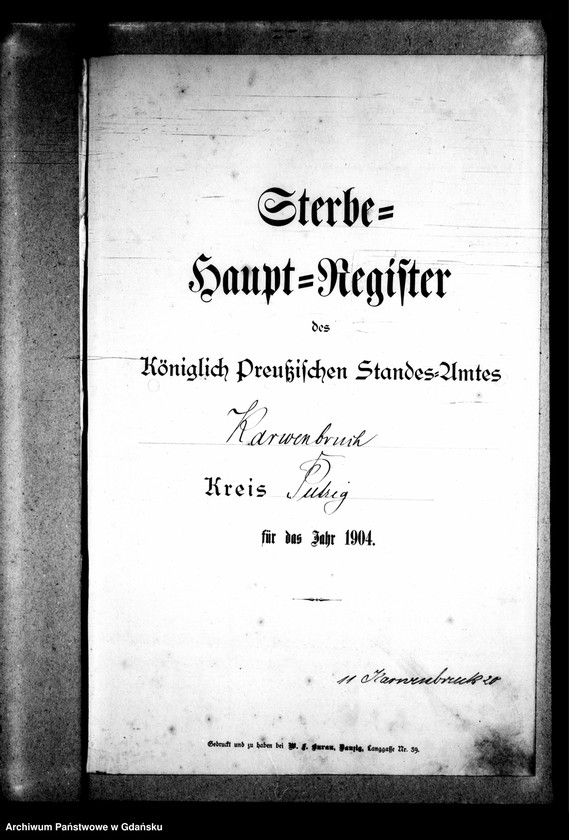 Sterbe=
Haupt=Register
des
Königlich Preußischen Standes=Amtes
Karwenbruch
Kreis Putzig
für das Jahr 1904.
11 Karwenbruch 20
Gedruckt und zu haben bei W. F. Burau, Danzig, Langgasse Nr. 39.
Archiwum Państwowe w Gdańsku